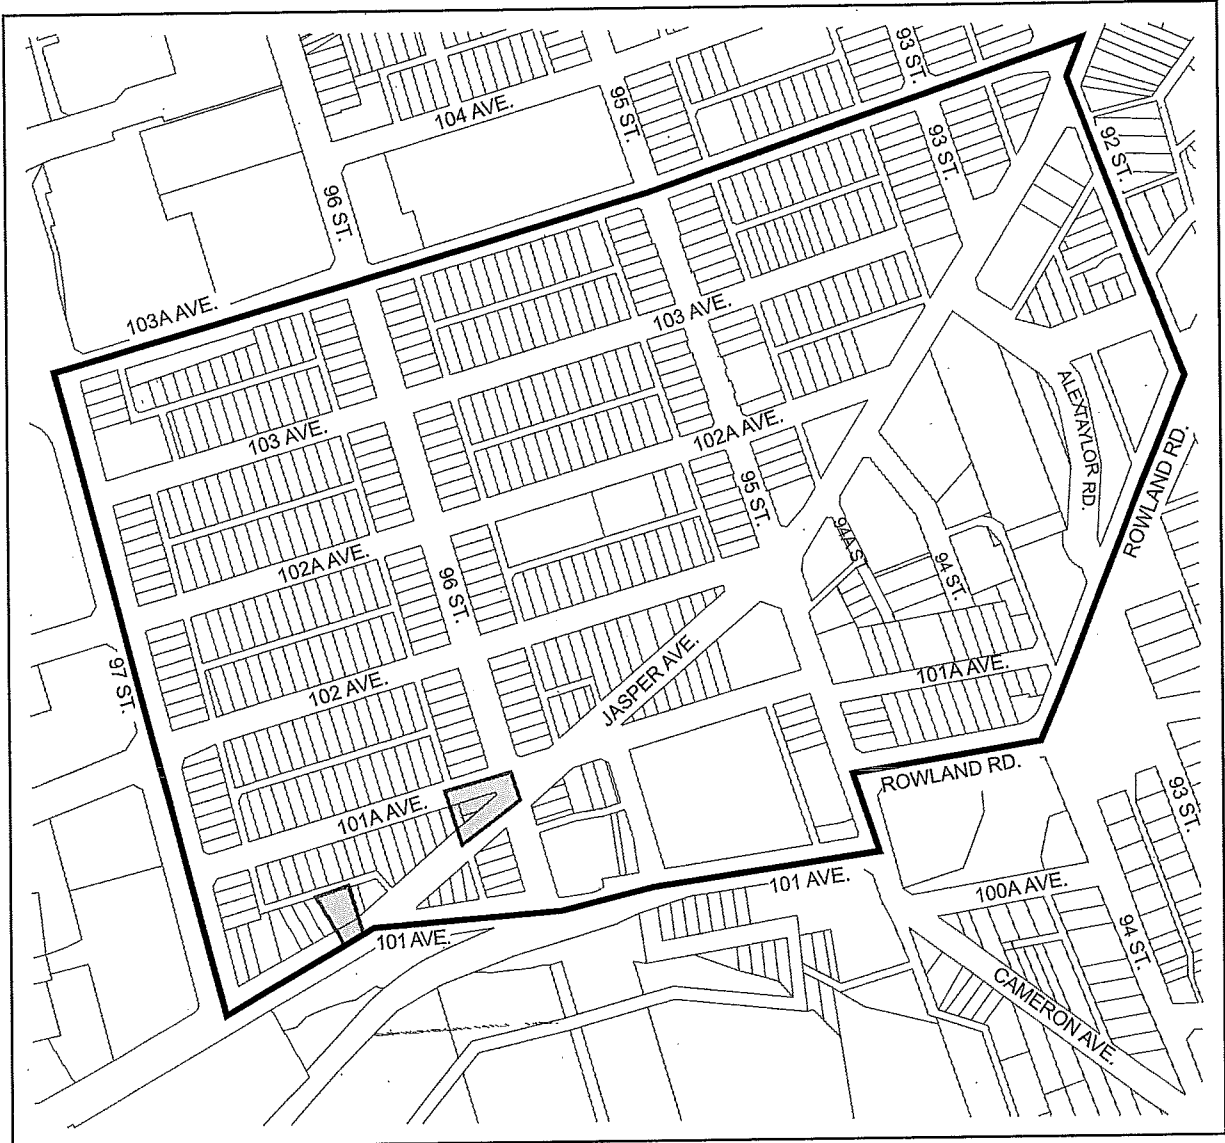 93 ST.
104 AVE.
95 ST.
93 ST.
92 ST.
96 ST.
103A AVE.
103 AVE.
ALEX TAYLOR RD.
103 AVE.
102A AVE.
ROWLAND RD.
95 ST.
94A S
102A AVE.
96 ST.
94 ST.
97 ST.
JASPER AVE.
101A AVE.
102 AVE.
ROWLAND RD.
93 ST.
101A AVE.
101 AVE.
100A AVE.
94 ST.
101 AVE.
CAMERON AVE.